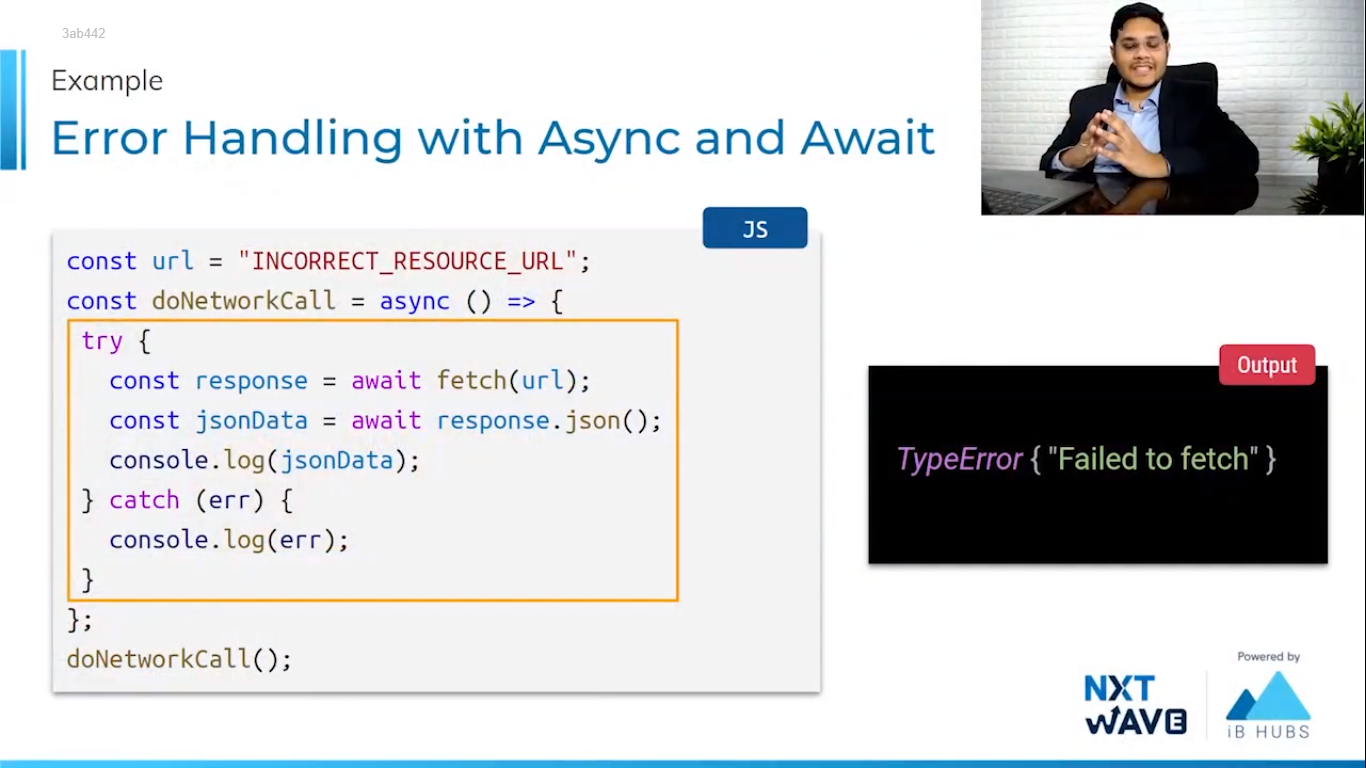 3ab442
Example
Error Handling with Async and Await
JS
const url = "INCORRECT_RESOURCE_URL";
const doNetworkCall = async () => {
try {
const response = await fetch(url);
const jsonData = await response.json();
console.log(jsonData);
} catch (err) {
console.log(err);
}
};
doNetworkCall();
Output
TypeError { "Failed to fetch" }
NXT
WAVE
Powered by
iB HUBS